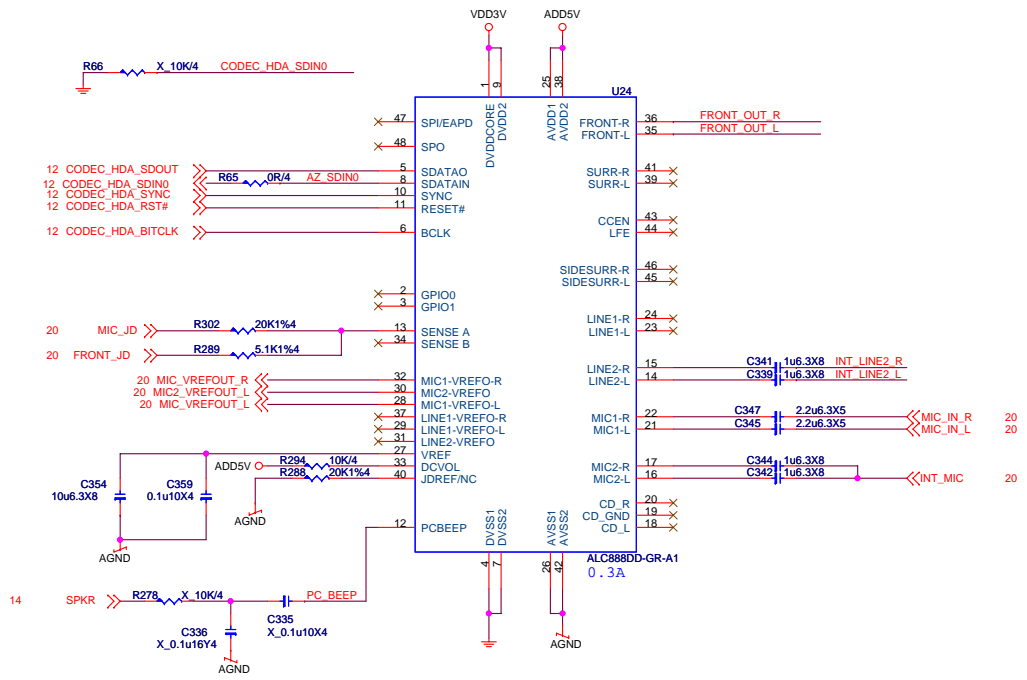 VDD3V
ADD5V
R66
X_10K/4
CODEC_HDA_SDIN0
1
9
25
38
U24
DVDDCORE
DVDD2
AVDD1
AVDD2
47
SPI/EAPD
FRONT-R
36
FRONT_OUT_R
FRONT-L
35
FRONT_OUT_L
48
SPO
12 CODEC_HDA_SDOUT
5
SDATAO
SURR-R
41
12 CODEC_HDA_SDIN0
R65
0R/4
AZ_SDIN0
8
SDATAIN
SURR-L
39
12 CODEC_HDA_SYNC
10
SYNC
12 CODEC_HDA_RST#
11
RESET#
CCEN
43
12 CODEC_HDA_BITCLK
6
BCLK
LFE
44
SIDESURR-R
46
SIDESURR-L
45
2
GPIO0
3
GPIO1
LINE1-R
24
LINE1-L
23
20
MIC_JD
R302
20K1%4
13
SENSE A
34
SENSE B
20
FRONT_JD
R289
5.1K1%4
LINE2-R
15
C341
1u6.3X8
INT_LINE2_R
LINE2-L
14
C339
1u6.3X8
INT_LINE2_L
20 MIC_VREFOUT_R
32
MIC1-VREFO-R
20 MIC2_VREFOUT_L
30
MIC2-VREFO
20 MIC_VREFOUT_L
28
MIC1-VREFO-L
37
LINE1-VREFO-R
29
LINE1-VREFO-L
31
LINE2-VREFO
MIC1-R
22
C347
2.2u6.3X5
MIC_IN_R
20
MIC1-L
21
C345
2.2u6.3X5
MIC_IN_L
20
27
VREF
ADD5V
R294
10K/4
33
DCVOL
R288
20K1%4
40
JDREF/NC
MIC2-R
17
C344
1u6.3X8
MIC2-L
16
C342
1u6.3X8
INT_MIC
20
C354
10u6.3X8
C359
0.1u10X4
AGND
AGND
CD_R
20
CD_GND
19
CD_L
18
12
PCBEEP
DVSS1
DVSS2
AVSS1
AVSS2
4
7
26
42
ALC888DD-GR-A1
0.3A
14
SPKR
R278
X_10K/4
PC_BEEP
C335
X_0.1u10X4
C336
X_0.1u16Y4
AGND
AGND